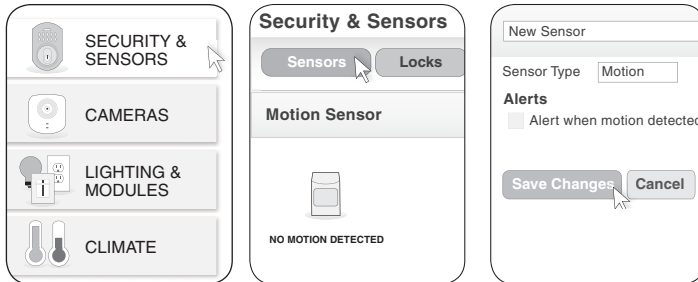 SECURITY &
SENSORS
CAMERAS
LIGHTING &
MODULES
CLIMATE
Security & Sensors
Sensors Locks
Motion Sensor
NO MOTION DETECTED
New Sensor
Sensor Type Motion
Alerts
Alert when motion detected
Save Changes Cancel